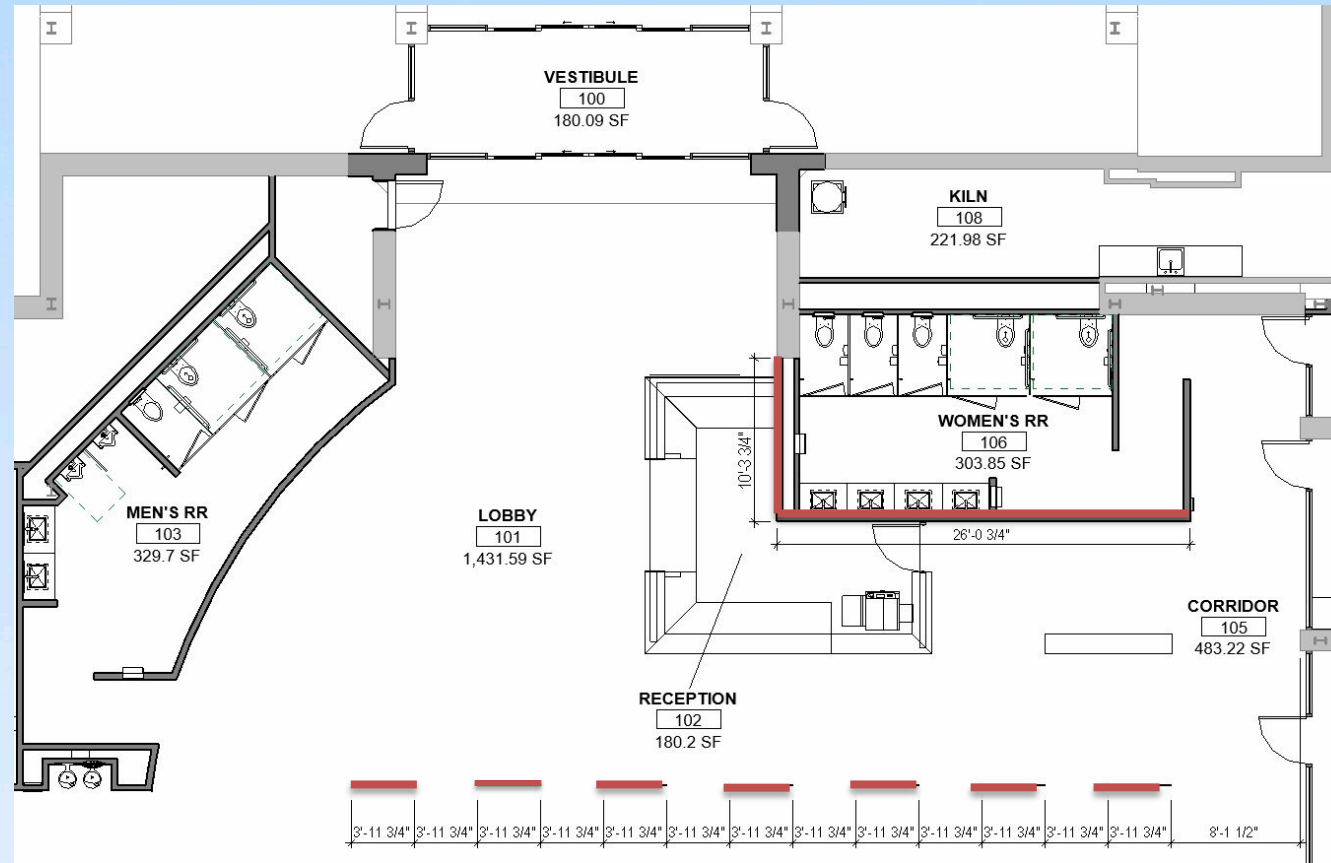 VESTIBULE
100
180.09 SF
KILN
108
221.98 SF
WOMEN'S RR
106
303.85 SF
10'-3 3/4"
26'-0 3/4"
MEN'S RR
103
329.7 SF
LOBBY
101
1,431.59 SF
CORRIDOR
105
483.22 SF
RECEPTION
102
180.2 SF
3'-11 3/4" 3'-11 3/4" 3'-11 3/4" 3'-11 3/4" 3'-11 3/4" 3'-11 3/4" 3'-11 3/4" 3'-11 3/4" 3'-11 3/4" 3'-11 3/4" 3'-11 3/4" 3'-11 3/4" 3'-11 3/4" 8'-1 1/2"